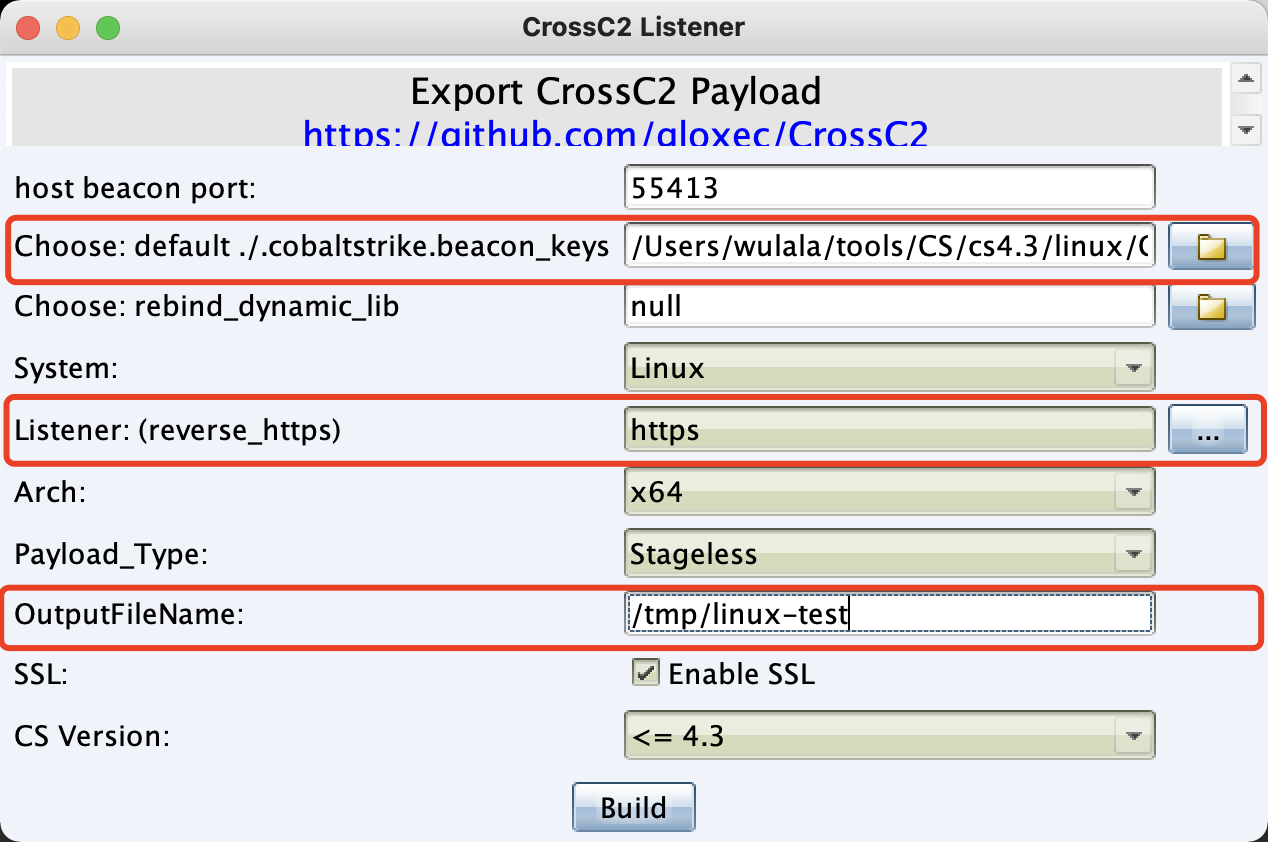 CrossC2 Listener
Export CrossC2 Payload
https://github.com/gloxec/CrossC2
host beacon port: 55413
Choose: default ./.cobaltstrike.beacon_keys /Users/wulala/tools/CS/cs4.3/linux/C
Choose: rebind_dynamic_lib null
System: Linux
Listener: (reverse_https) https ...
Arch: x64
Payload_Type: Stageless
OutputFileName: /tmp/linux-test
SSL: Enable SSL
CS Version: <= 4.3
Build